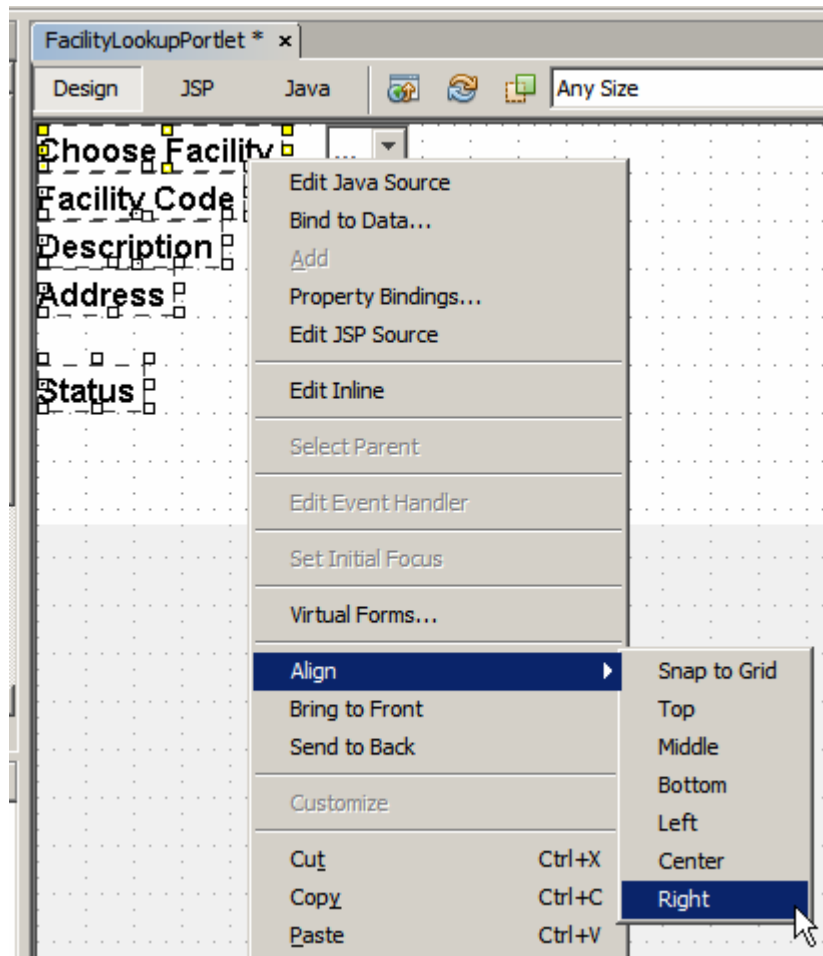 FacilityLookupPortlet * x
Design JSP Java Any Size
Choose Facility ...
Facility Code
Description
Address
Status
Edit Java Source
Bind to Data...
Add
Property Bindings...
Edit JSP Source
Edit Inline
Select Parent
Edit Event Handler
Set Initial Focus
Virtual Forms...
Align
Bring to Front
Send to Back
Customize
Cut Ctrl+X
Copy Ctrl+C
Paste Ctrl+V
Snap to Grid
Top
Middle
Bottom
Left
Center
Right